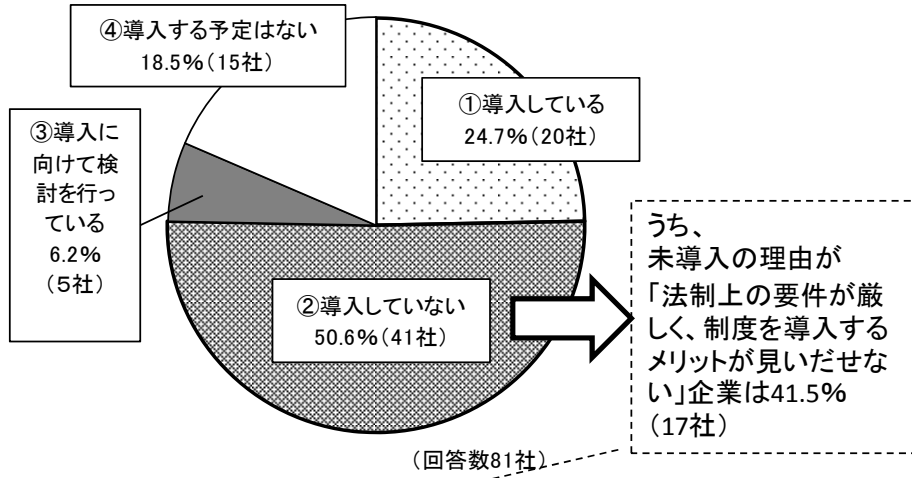 ④導入する予定はない
18.5%(15社)
①導入している
24.7%(20社)
③導入に
向けて検
討を行っ
ている
6.2%
(5社)
②導入していない
50.6%(41社)
うち、
未導入の理由が
「法制上の要件が厳
しく、制度を導入する
メリットが見いだせな
い」企業は41.5%
(17社)
(回答数81社)